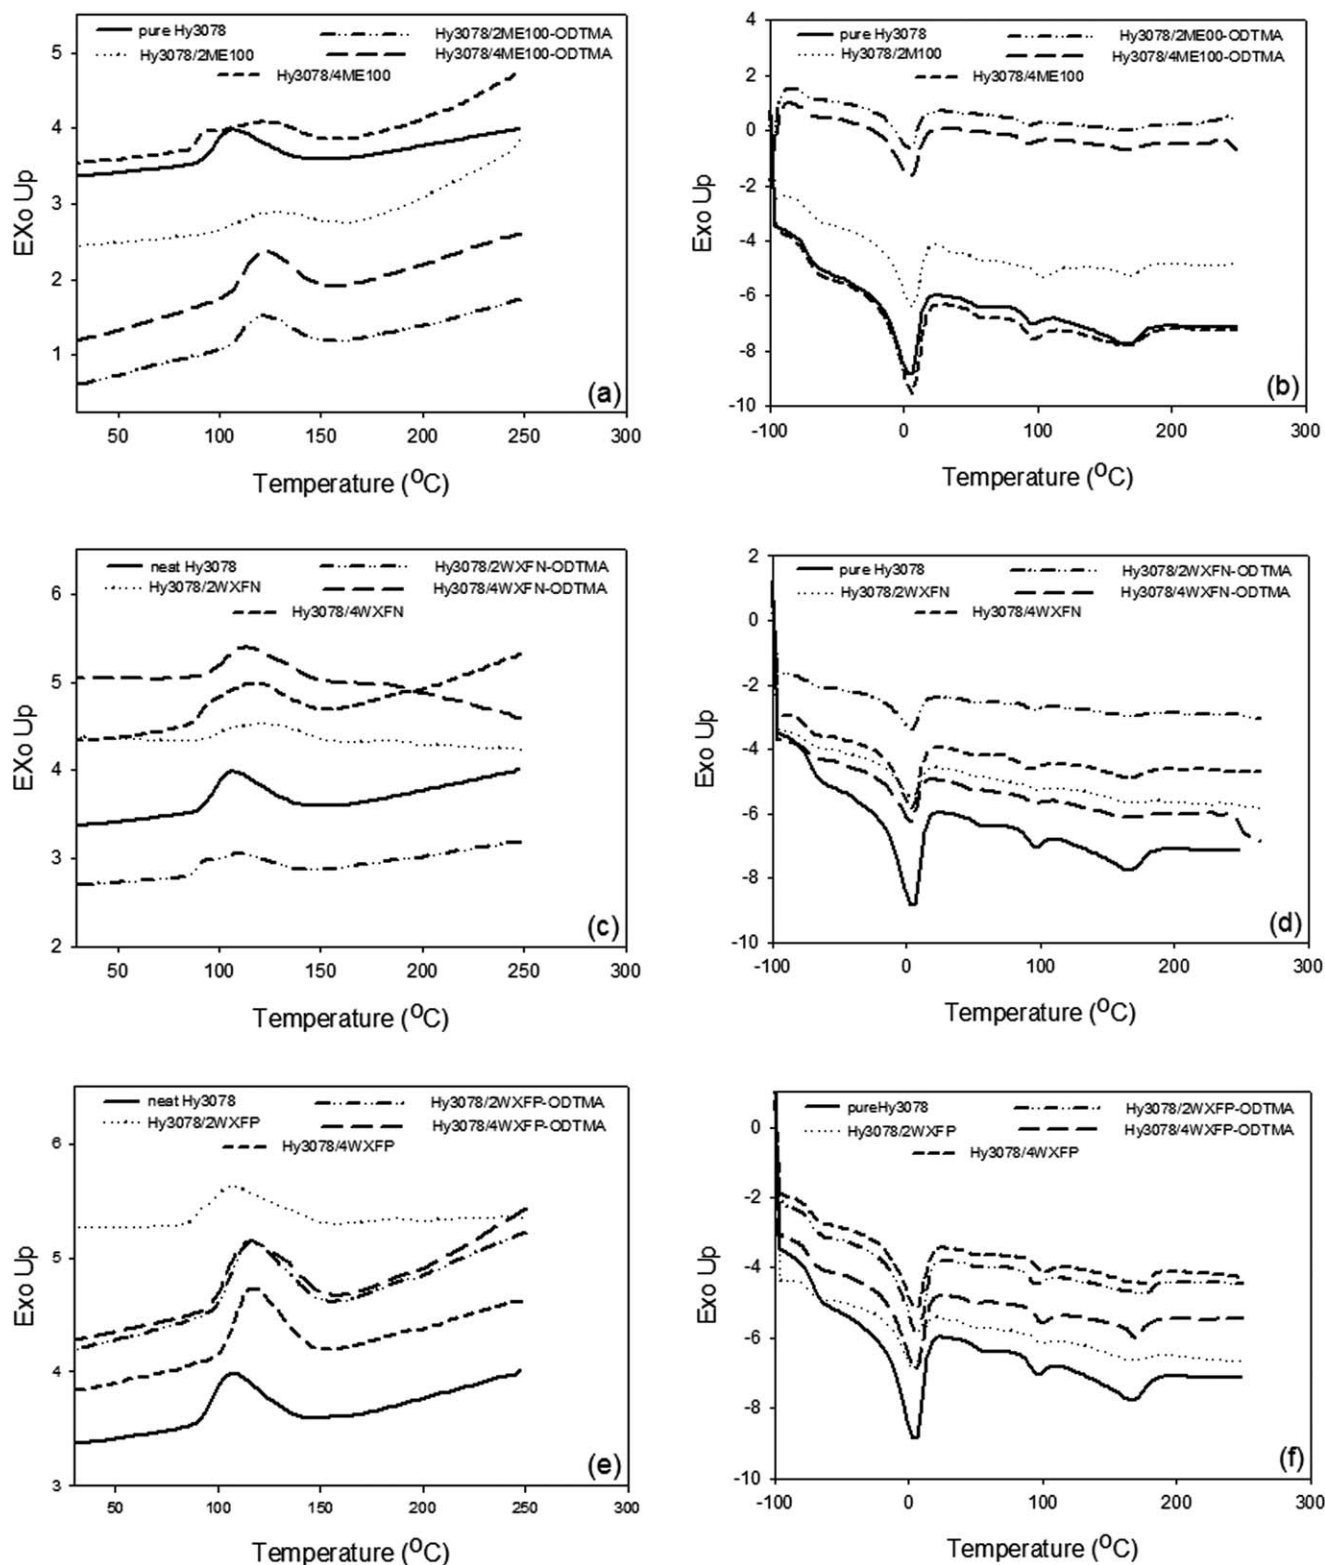 pure Hy3078
Hy3078/2ME100
Hy3078/2ME100-ODTMA
Hy3078/4ME100-ODTMA
Hy3078/4ME100
5
4
3
2
1
EXo Up
50 100 150 200 250 300
Temperature (°C)
(a)
pure Hy3078
Hy3078/2M100
Hy3078/2ME00-ODTMA
Hy3078/4ME100-ODTMA
Hy3078/4ME100
4
2
0
-2
-4
-6
-8
-10
Exo Up
-100 0 100 200 300
Temperature (°C)
(b)
neat Hy3078
Hy3078/2WXFN
Hy3078/2WXFN-ODTMA
Hy3078/4WXFN-ODTMA
Hy3078/4WXFN
6
5
4
3
2
EXo Up
50 100 150 200 250 300
Temperature (°C)
(c)
pure Hy3078
Hy3078/2WXFN
Hy3078/2WXFN-ODTMA
Hy3078/4WXFN-ODTMA
Hy3078/4WXFN
2
0
-2
-4
-6
-8
-10
Exo Up
-100 0 100 200 300
Temperature (°C)
(d)
neat Hy3078
Hy3078/2WXFP
Hy3078/2WXFP-ODTMA
Hy3078/4WXFP-ODTMA
Hy3078/4WXFP
6
5
4
3
Exo Up
50 100 150 200 250 300
Temperature (°C)
(e)
pureHy3078
Hy3078/2WXFP
Hy3078/2WXFP-ODTMA
Hy3078/4WXFP-ODTMA
Hy3078/4WXFP
0
-2
-4
-6
-8
-10
Exo Up
-100 0 100 200 300
Temperature (°C)
(f)